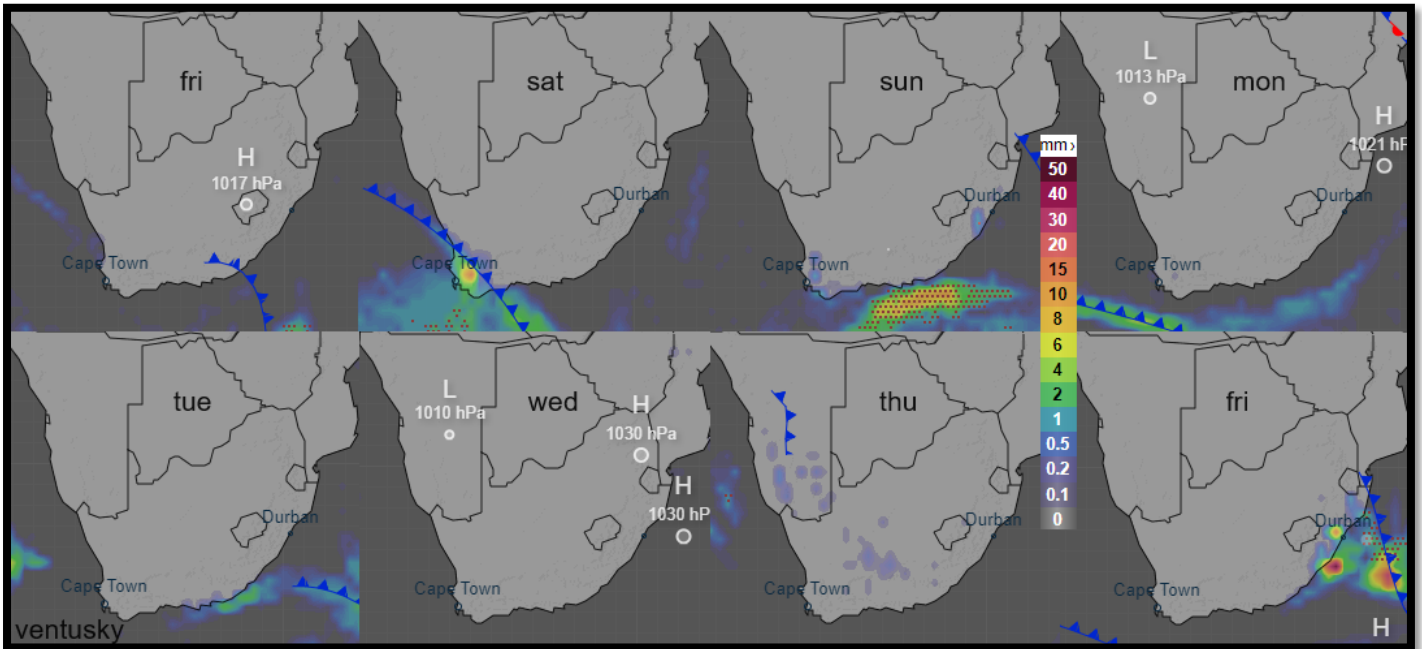 fri
H
1017 hPa
Cape Town
sat
Durban
Cape Town
sun
Durban
Cape Town
L
1013 hPa
mon
H
1021 hP
Durban
Cape Town
mm ›
50
40
30
20
15
10
8
6
4
2
1
0.5
0.2
0.1
0
tue
Durban
Cape Town
ventusky
L
1010 hPa
wed
H
1030 hPa
H
1030 hP
Cape Town
thu
Durban
Cape Town
fri
Durban
Cape Town
H